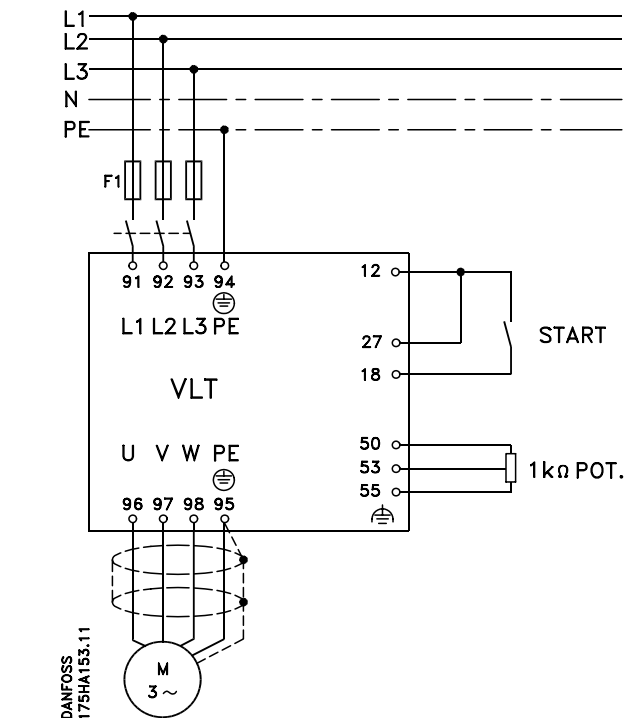 L1
L2
L3
N
PE
F1
91 92 93 94
L1 L2 L3 PE
12
27
18
START
VLT
U V W PE
96 97 98 95
50
53
55
1kΩ POT.
M
3~
DANFOSS
175HA153.11